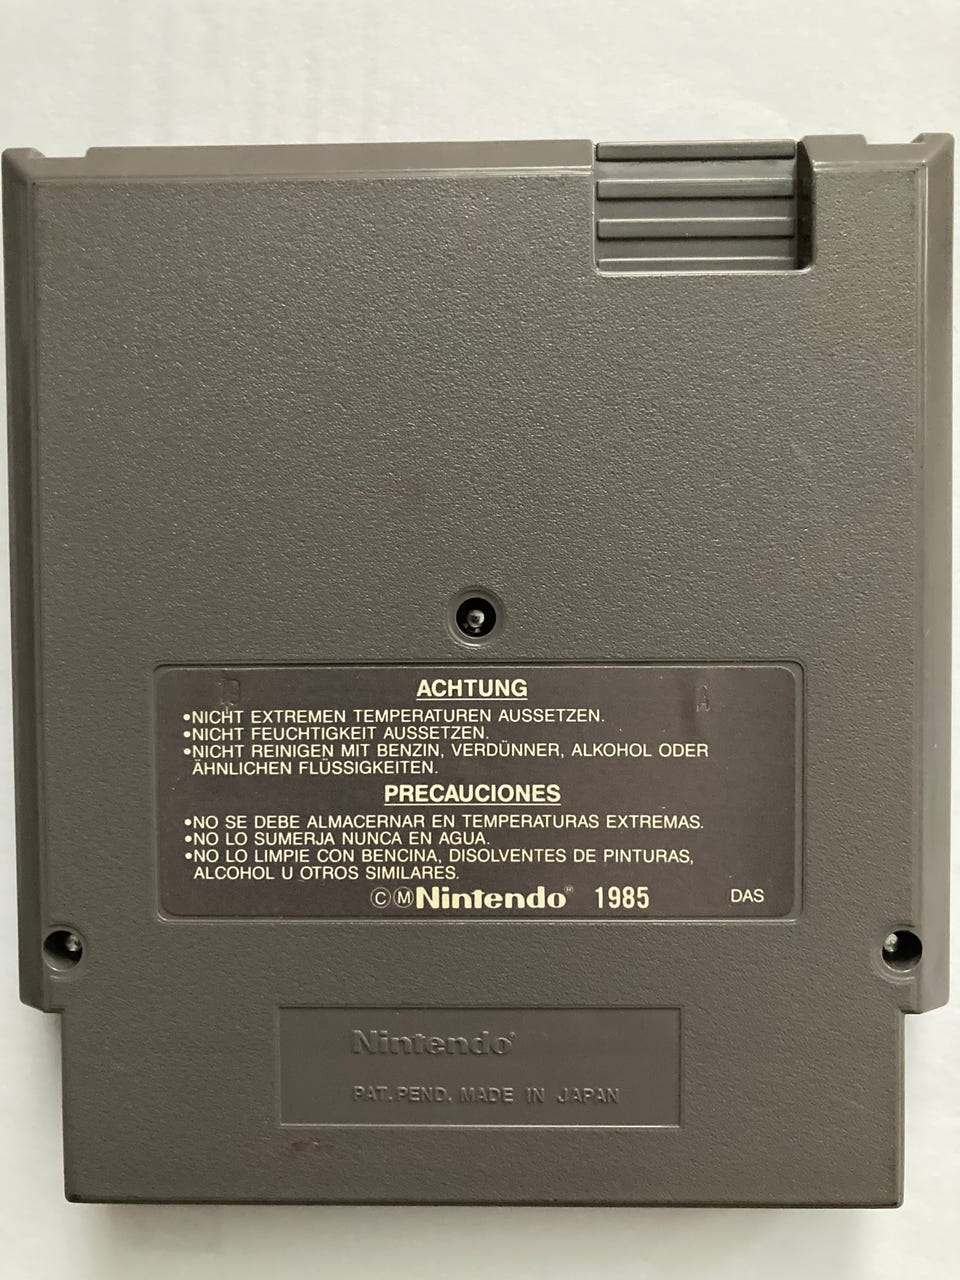 B A
ACHTUNG
•NICHT EXTREMEN TEMPERATUREN AUSSETZEN.
•NICHT FEUCHTIGKEIT AUSSETZEN.
•NICHT REINIGEN MIT BENZIN, VERDÜNNER, ALKOHOL ODER
ÄHNLICHEN FLÜSSIGKEITEN.
PRECAUCIONES
•NO SE DEBE ALMACERNAR EN TEMPERATURAS EXTREMAS.
•NO LO SUMERJA NUNCA EN AGUA.
•NO LO LIMPIE CON BENCINA, DISOLVENTES DE PINTURAS,
ALCOHOL U OTROS SIMILARES.
ⒸⓂNintendo® 1985 DAS
Nintendo®
PAT. PEND. MADE IN JAPAN